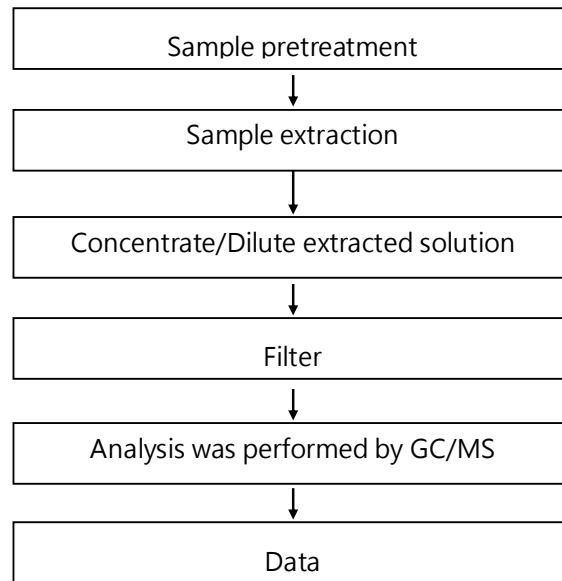 Sample pretreatment
Sample extraction
Concentrate/Dilute extracted solution
Filter
Analysis was performed by GC/MS
Data